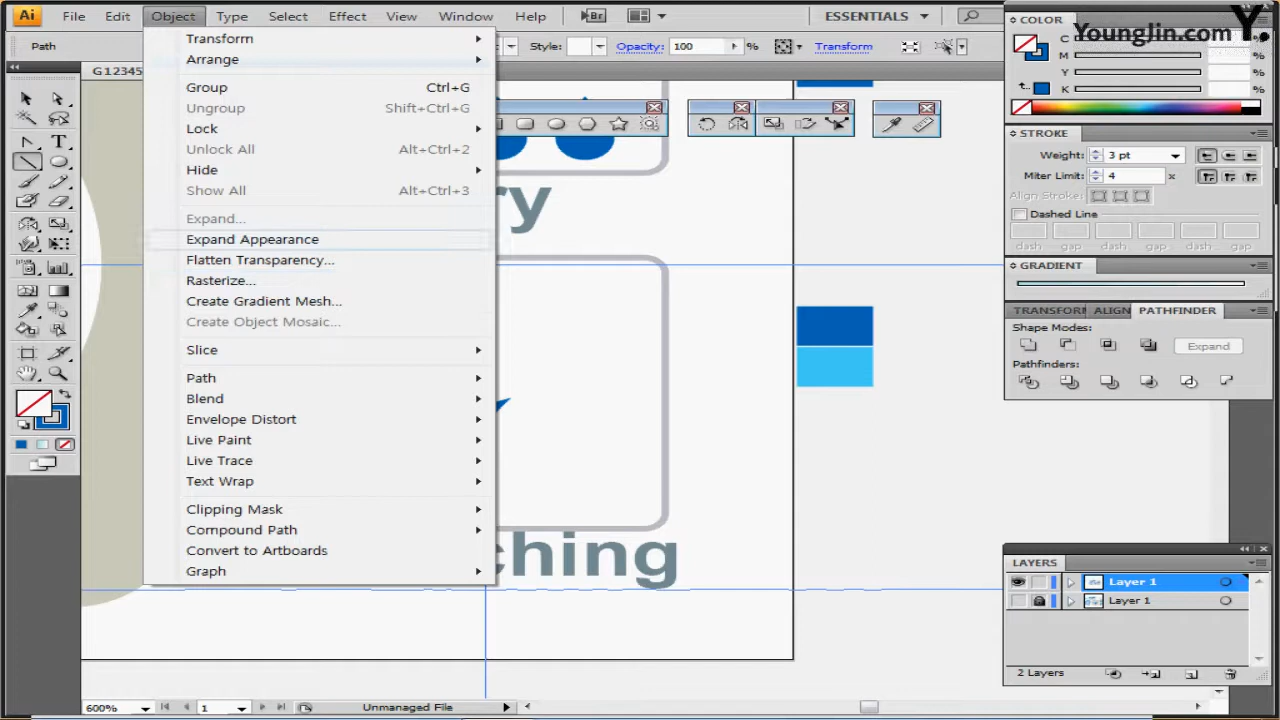 Ai File Edit Object Type Select Effect View Window Help Br ESSENTIALS
Path Style: Opacity: 100 % Transform
G12345
Transform
Arrange
Group Ctrl+G
Ungroup Shift+Ctrl+G
Lock
Unlock All Alt+Ctrl+2
Hide
Show All Alt+Ctrl+3
Expand...
Expand Appearance
Flatten Transparency...
Rasterize...
Create Gradient Mesh...
Create Object Mosaic...
Slice
Path
Blend
Envelope Distort
Live Paint
Live Trace
Text Wrap
Clipping Mask
Compound Path
Convert to Artboards
Graph
ry
ching
COLOR
Younglin.com Y.
C %
M %
Y %
K %
STROKE
Weight: 3 pt
Miter Limit: 4 x
Align Stroke:
Dashed Line
dash gap dash gap dash gap
GRADIENT
TRANSFORM ALIGN PATHFINDER
Shape Modes:
Expand
Pathfinders:
LAYERS
Layer 1
Layer 1
2 Layers
600% 1 Unmanaged File